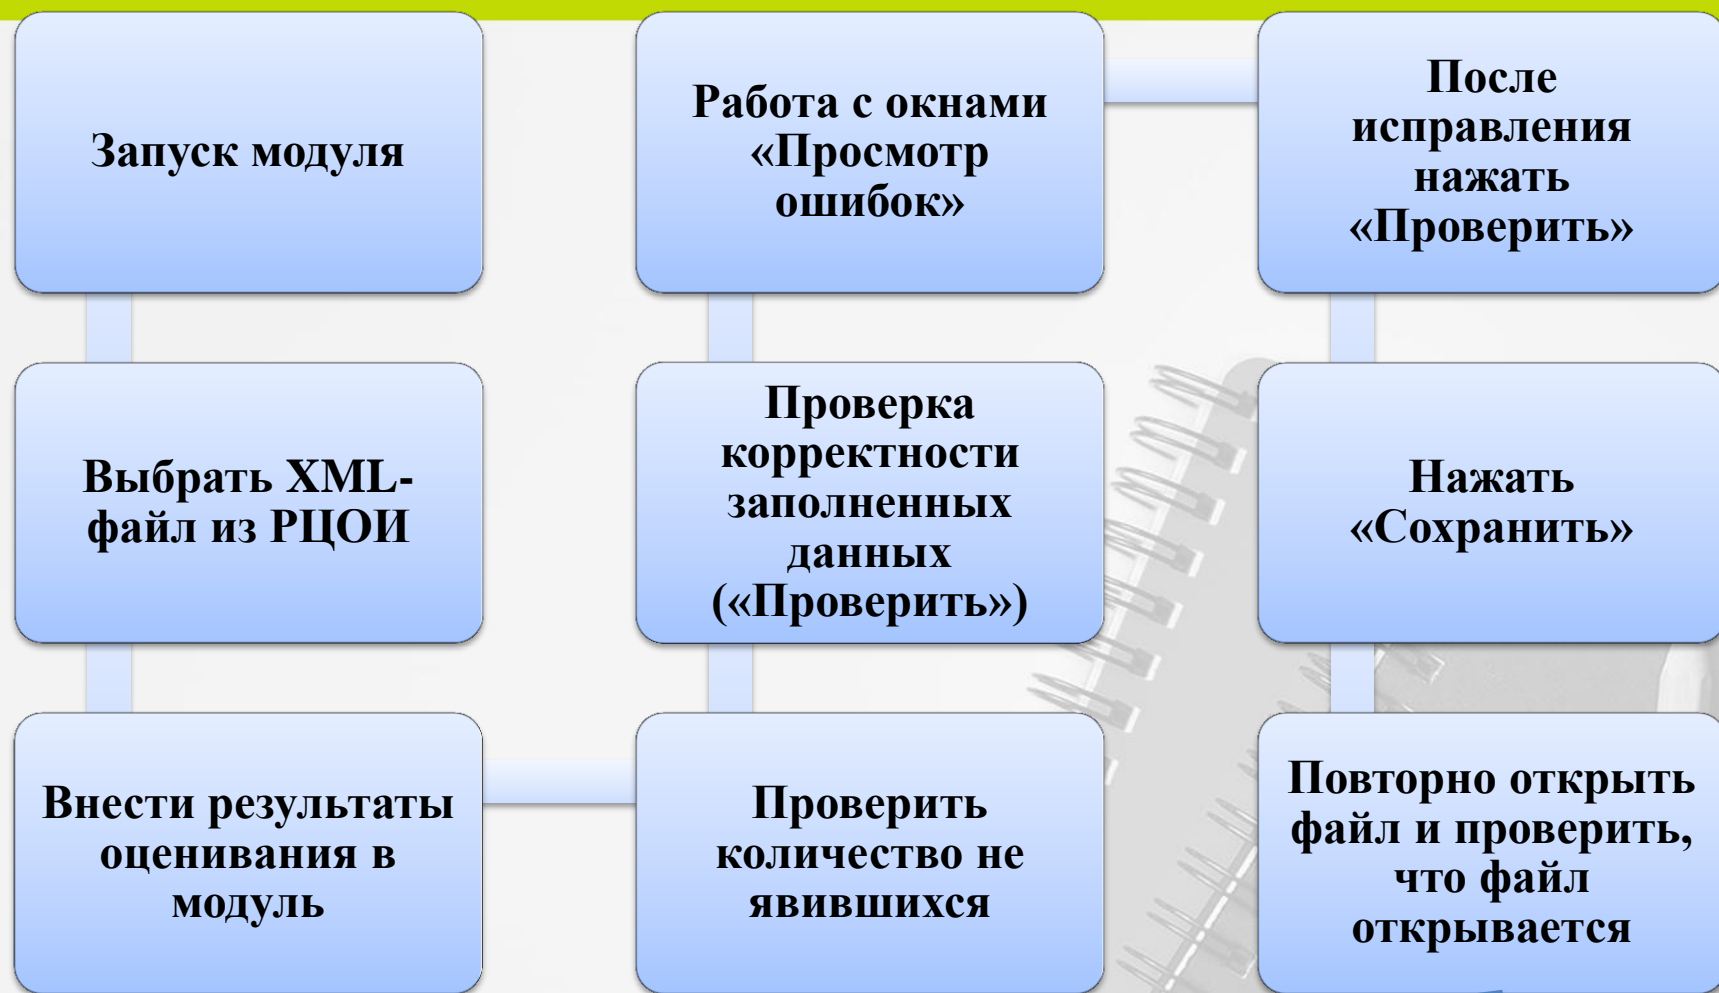 Запуск модуля
Выбрать XML-
файл из РЦОИ
Внести результаты
оценивания в
модуль
Проверить
количество не
явившихся
Проверка
корректности
заполненных
данных
(«Проверить»)
Работа с окнами
«Просмотр
ошибок»
После
исправления
нажать
«Проверить»
Нажать
«Сохранить»
Повторно открыть
файл и проверить,
что файл
открывается